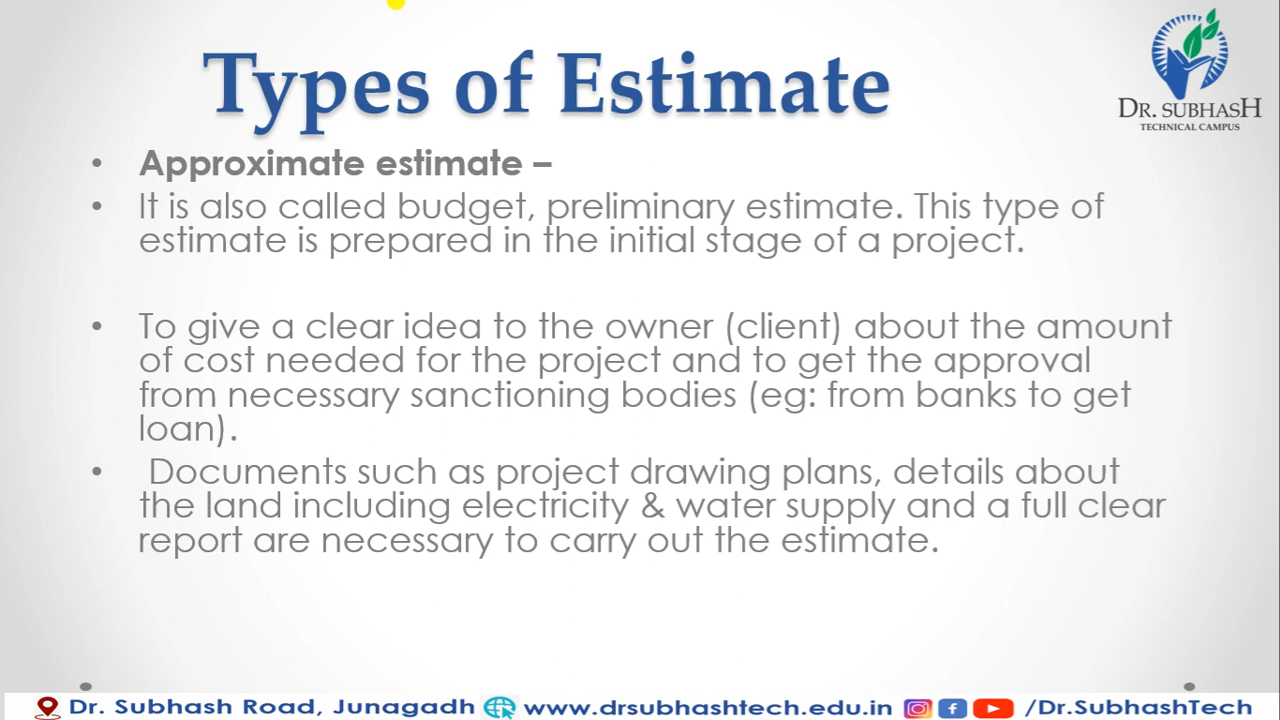 Types of Estimate
DR. SUBHASH
TECHNICAL CAMPUS
• Approximate estimate –
• It is also called budget, preliminary estimate. This type of
estimate is prepared in the initial stage of a project.
• To give a clear idea to the owner (client) about the amount
of cost needed for the project and to get the approval
from necessary sanctioning bodies (eg: from banks to get
loan).
• Documents such as project drawing plans, details about
the land including electricity & water supply and a full clear
report are necessary to carry out the estimate.
Dr. Subhash Road, Junagadh www.drsubhashtech.edu.in /Dr.SubhashTech